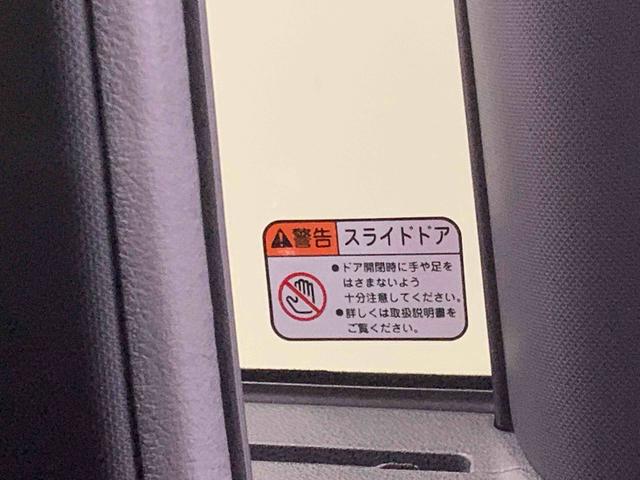 警告 スライドドア
●ドア開閉時に手や足を
はさまないよう
十分注意してください。
●詳しくは取扱説明書を
ご覧ください。